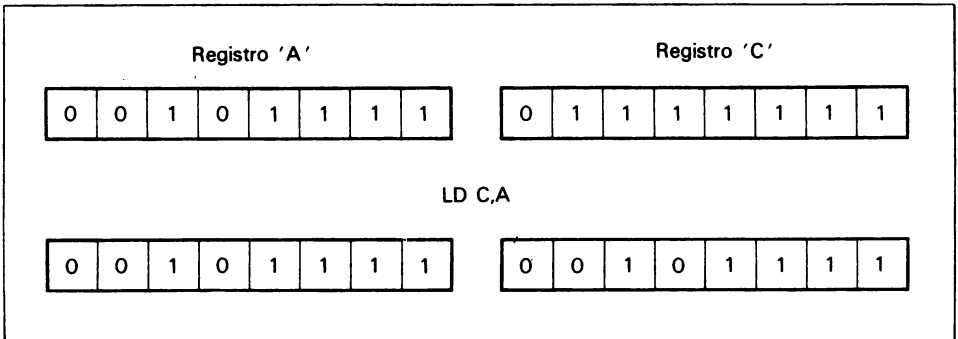 Registro 'A' Registro 'C'
0 0 1 0 1 1 1 1 0 1 1 1 1 1 1 1
LD C,A
0 0 1 0 1 1 1 1 0 0 1 0 1 1 1 1